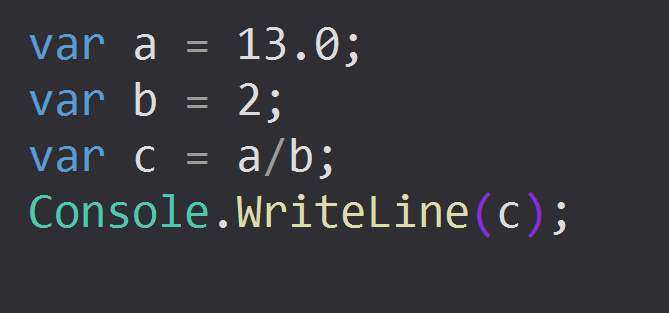 var a = 13.0;
var b = 2;
var c = a/b;
Console.WriteLine(c);